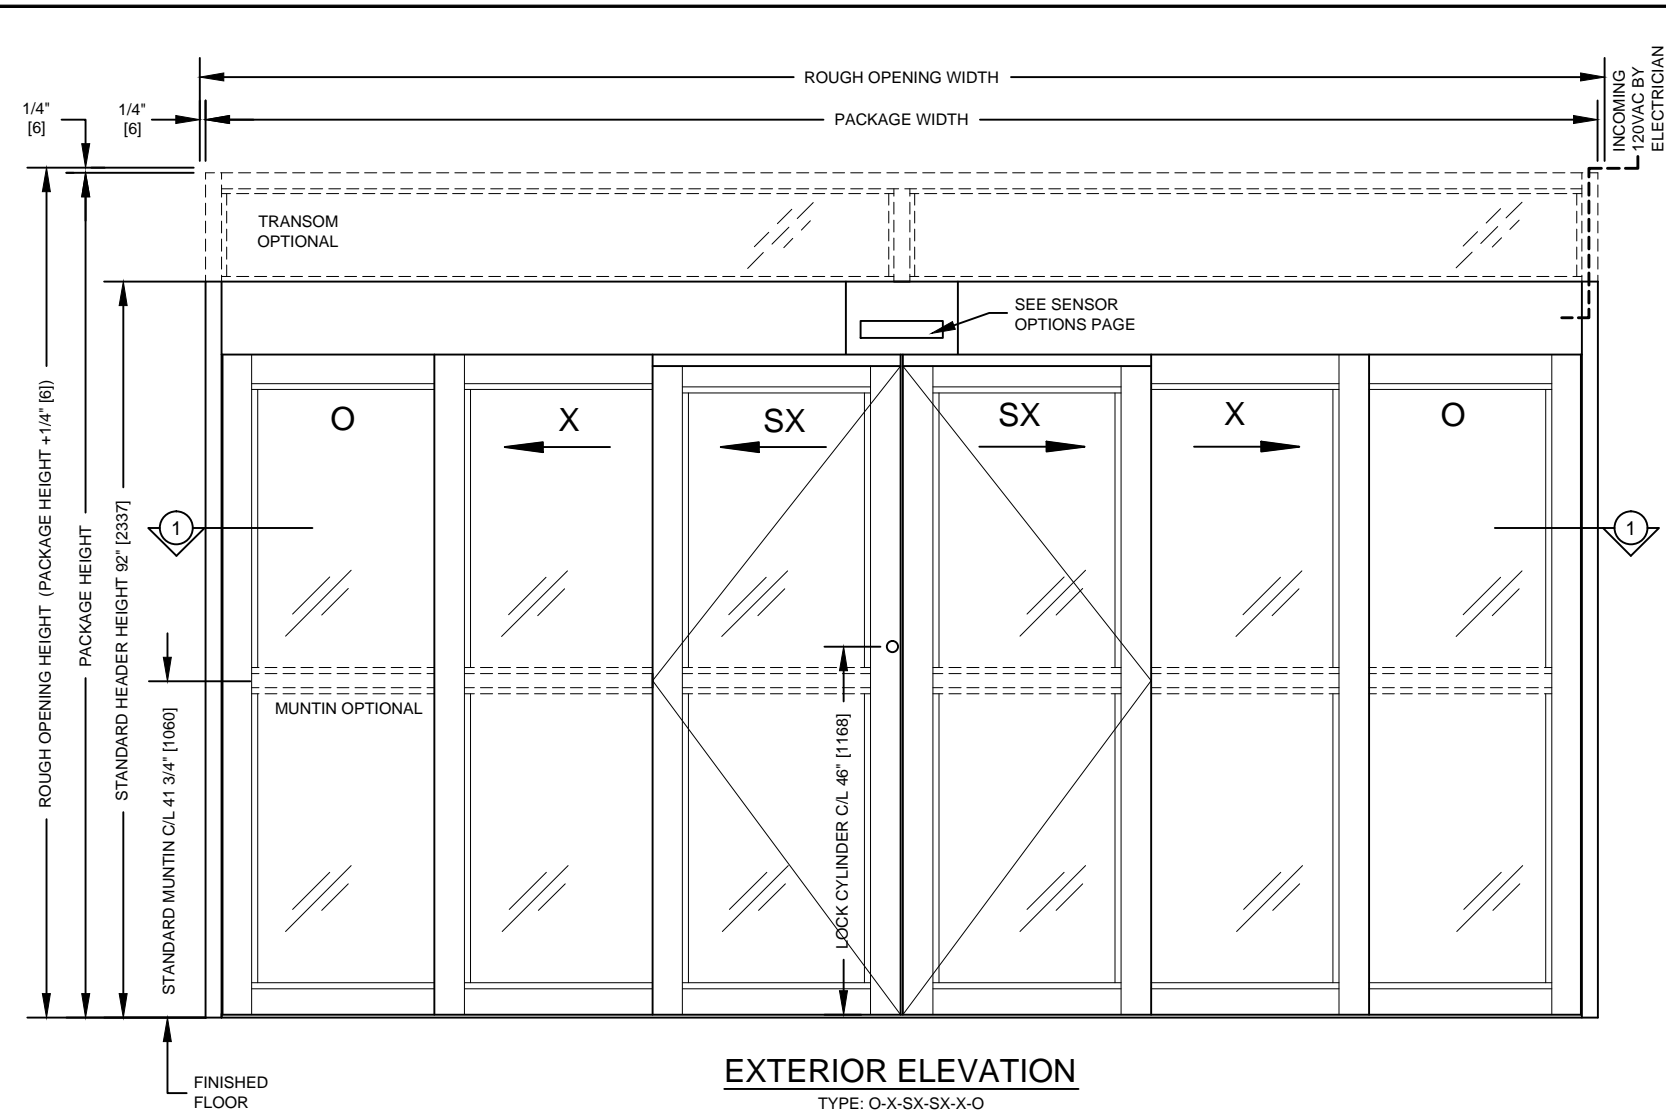 ROUGH OPENING WIDTH
PACKAGE WIDTH
1/4"
[6]
1/4"
[6]
INCOMING
120VAC BY
ELECTRICIAN
TRANSOM
OPTIONAL
SEE SENSOR
OPTIONS PAGE
O
X
SX
SX
X
O
1
1
ROUGH OPENING HEIGHT (PACKAGE HEIGHT +1/4" [6])
PACKAGE HEIGHT
STANDARD HEADER HEIGHT 92" [2337]
STANDARD MUNTIN C/L 41 3/4" [1060]
MUNTIN OPTIONAL
LOCK CYLINDER C/L 46" [1168]
FINISHED
FLOOR
EXTERIOR ELEVATION
TYPE: O-X-SX-SX-X-O